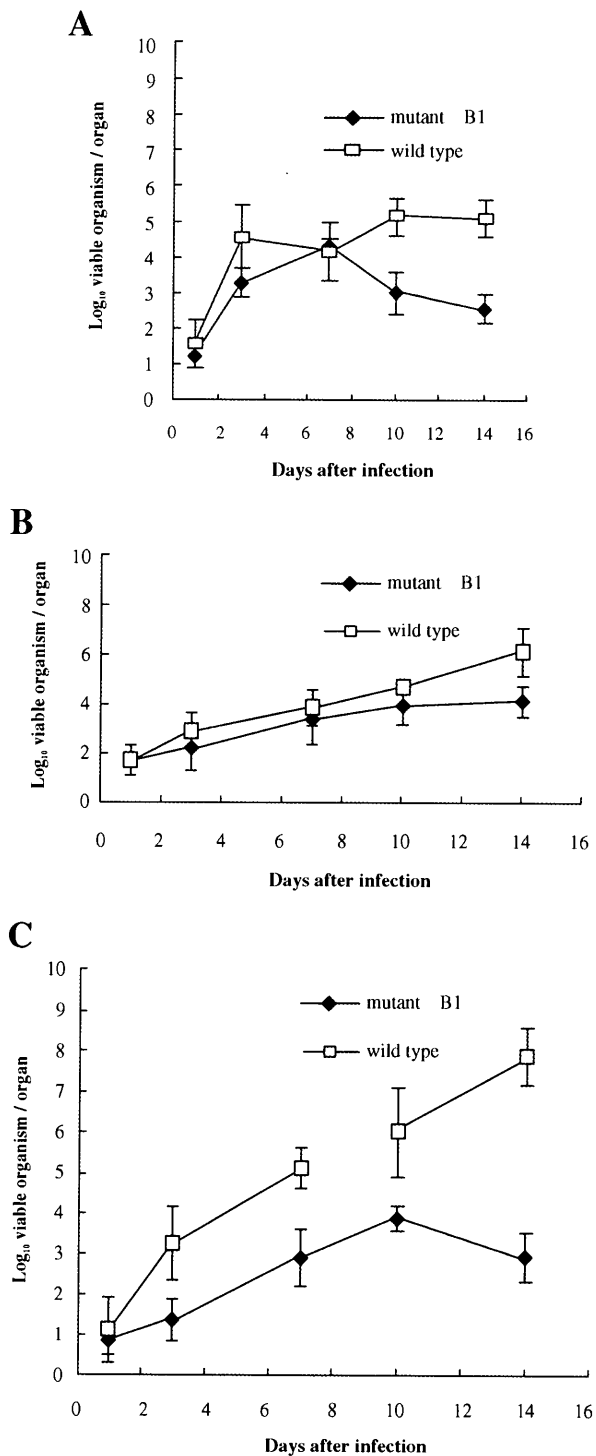 A
10
9
8
7
6
5
4
3
2
1
0
Log₁₀ viable organism / organ
mutant B1
wild type
0 2 4 6 8 10 12 14 16
Days after infection
B
10
8
6
4
2
0
Log₁₀ viable organism / organ
mutant B1
wild type
0 2 4 6 8 10 12 14 16
Days after infection
C
10
9
8
7
6
5
4
3
2
1
0
Log₁₀ viable organism / organ
mutant B1
wild type
0 2 4 6 8 10 12 14 16
Days after infection